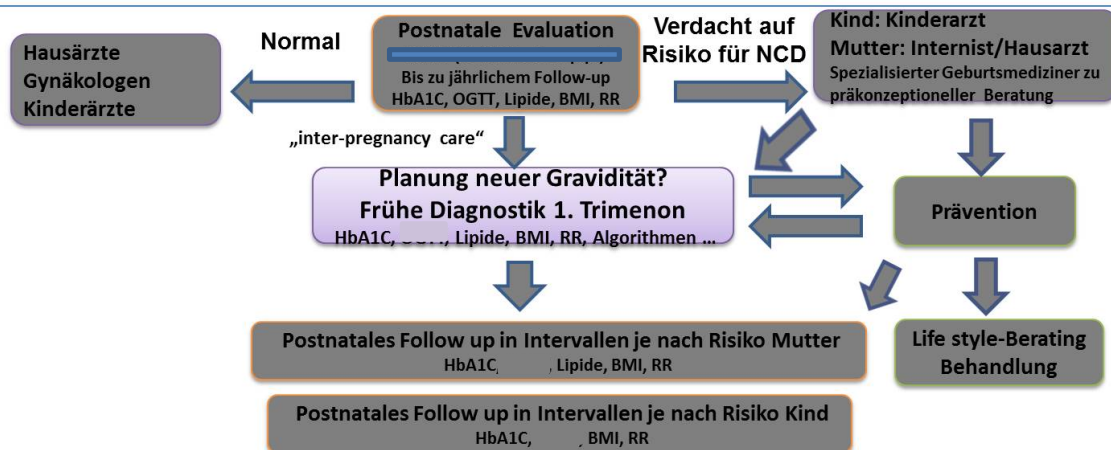 Postnatale Evaluation
Bis zu jährlichem Follow-up
HbA1C, OGTT, Lipide, BMI, RR
Normal
Verdacht auf
Risiko für NCD
Hausärzte
Gynäkologen
Kinderärzte
Kind: Kinderarzt
Mutter: Internist/Hausarzt
Spezialisierter Geburtsmediziner zu
präkonzeptioneller Beratung
„inter-pregnancy care“
Planung neuer Gravidität?
Frühe Diagnostik 1. Trimenon
HbA1C, Lipide, BMI, RR, Algorithmen ...
Prävention
Postnatales Follow up in Intervallen je nach Risiko Mutter
HbA1C, , Lipide, BMI, RR
Life style-Berating
Behandlung
Postnatales Follow up in Intervallen je nach Risiko Kind
HbA1C, , BMI, RR